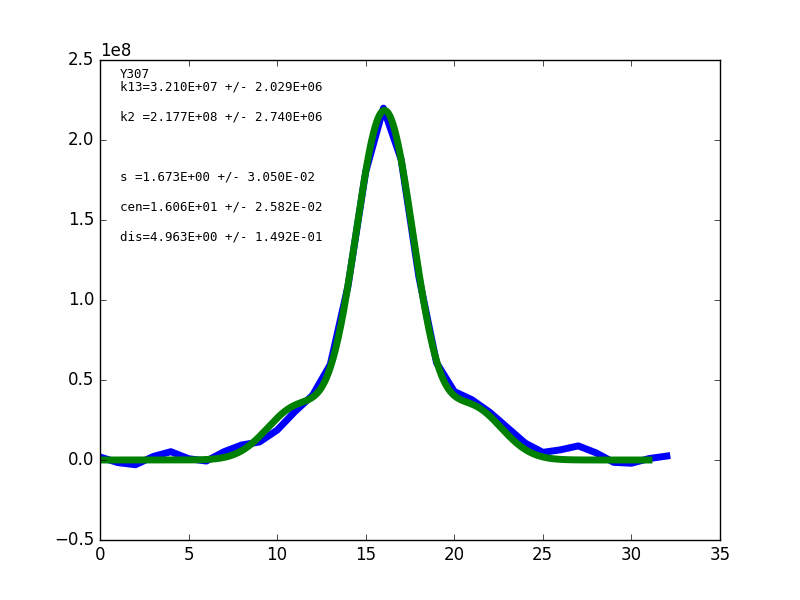 1e8
2.5
2.0
1.5
1.0
0.5
0.0
−0.5
Y307
k13=3.210E+07 +/- 2.029E+06
k2 =2.177E+08 +/- 2.740E+06
s =1.673E+00 +/- 3.050E-02
cen=1.606E+01 +/- 2.582E-02
dis=4.963E+00 +/- 1.492E-01
0 5 10 15 20 25 30 35